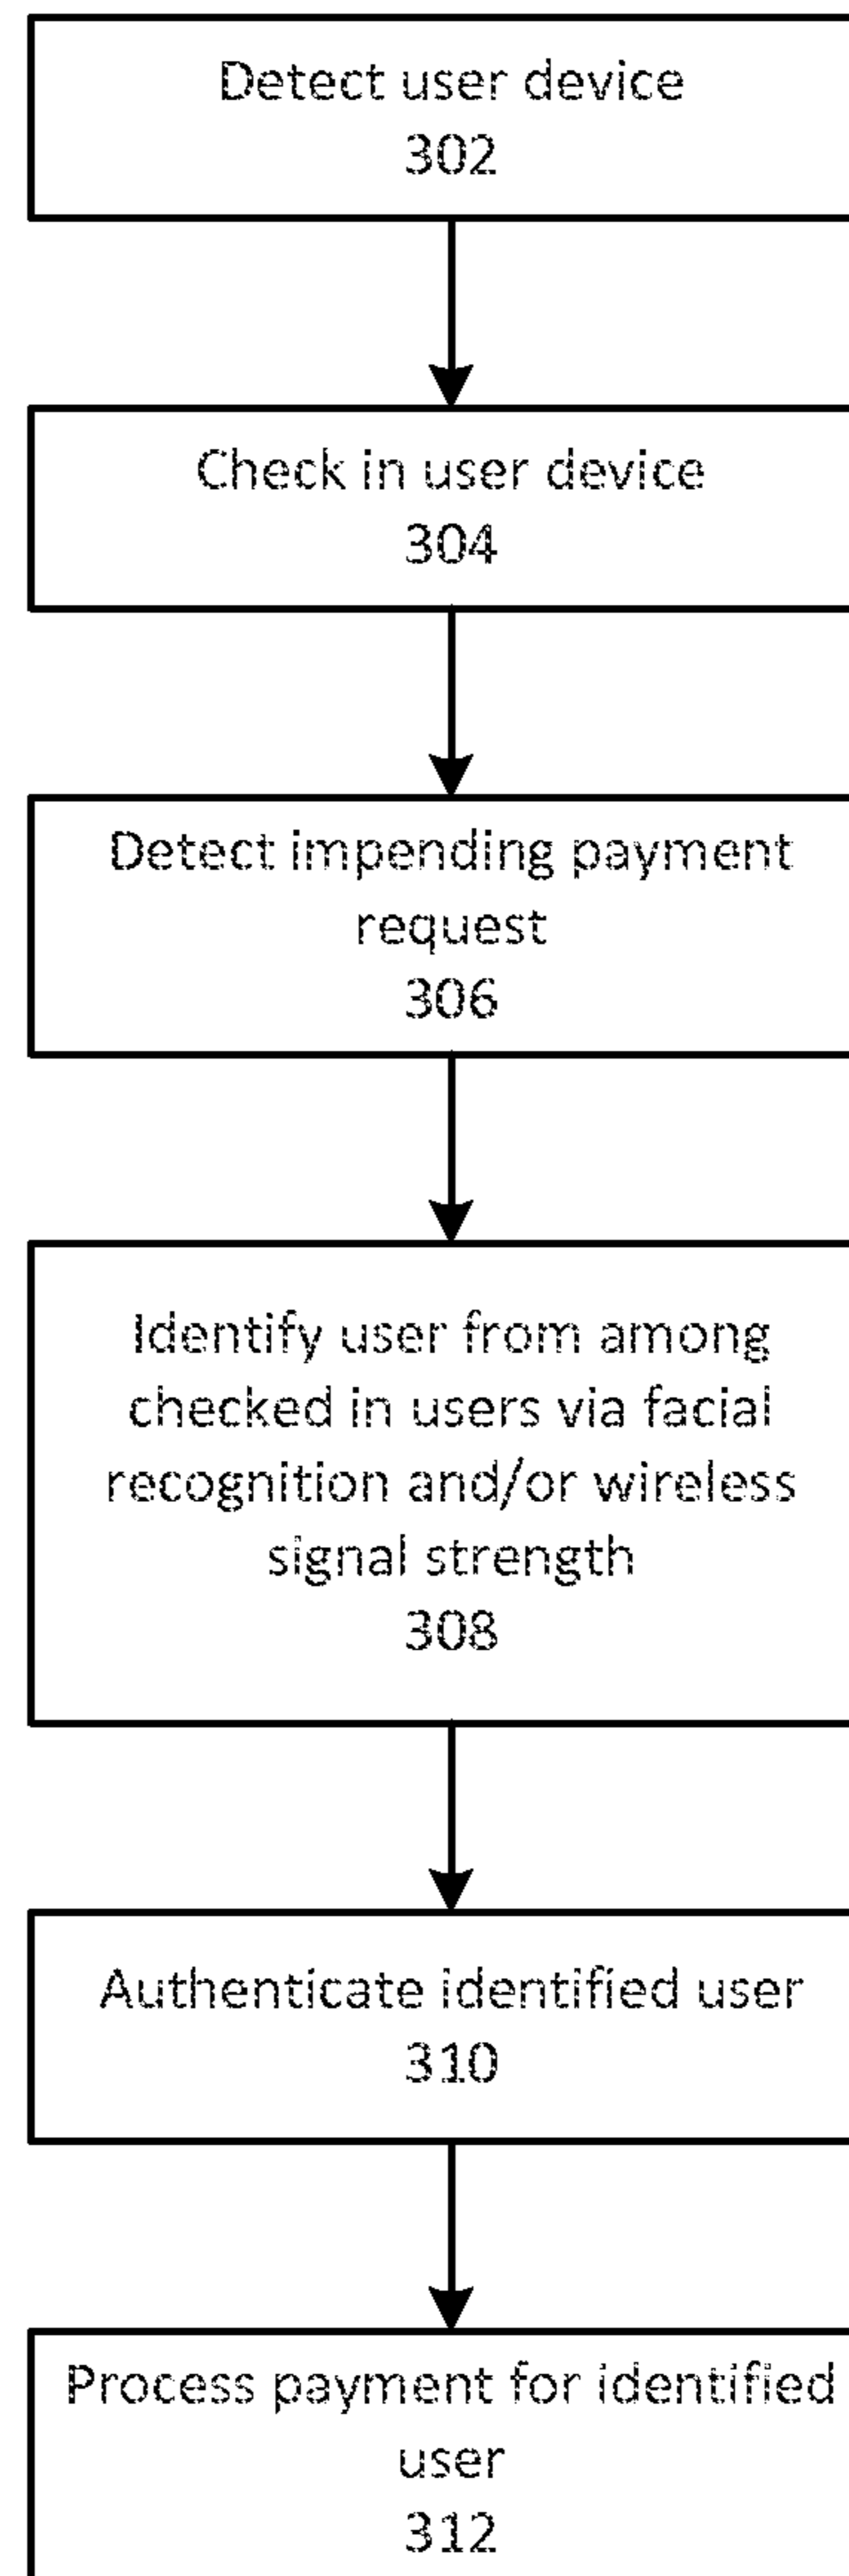 Detect user device
302
Check in user device
304
Detect impending payment
request
306
Identify user from among
checked in users via facial
recognition and/or wireless
signal strength
308
Authenticate identified user
310
Process payment for identified
user
312